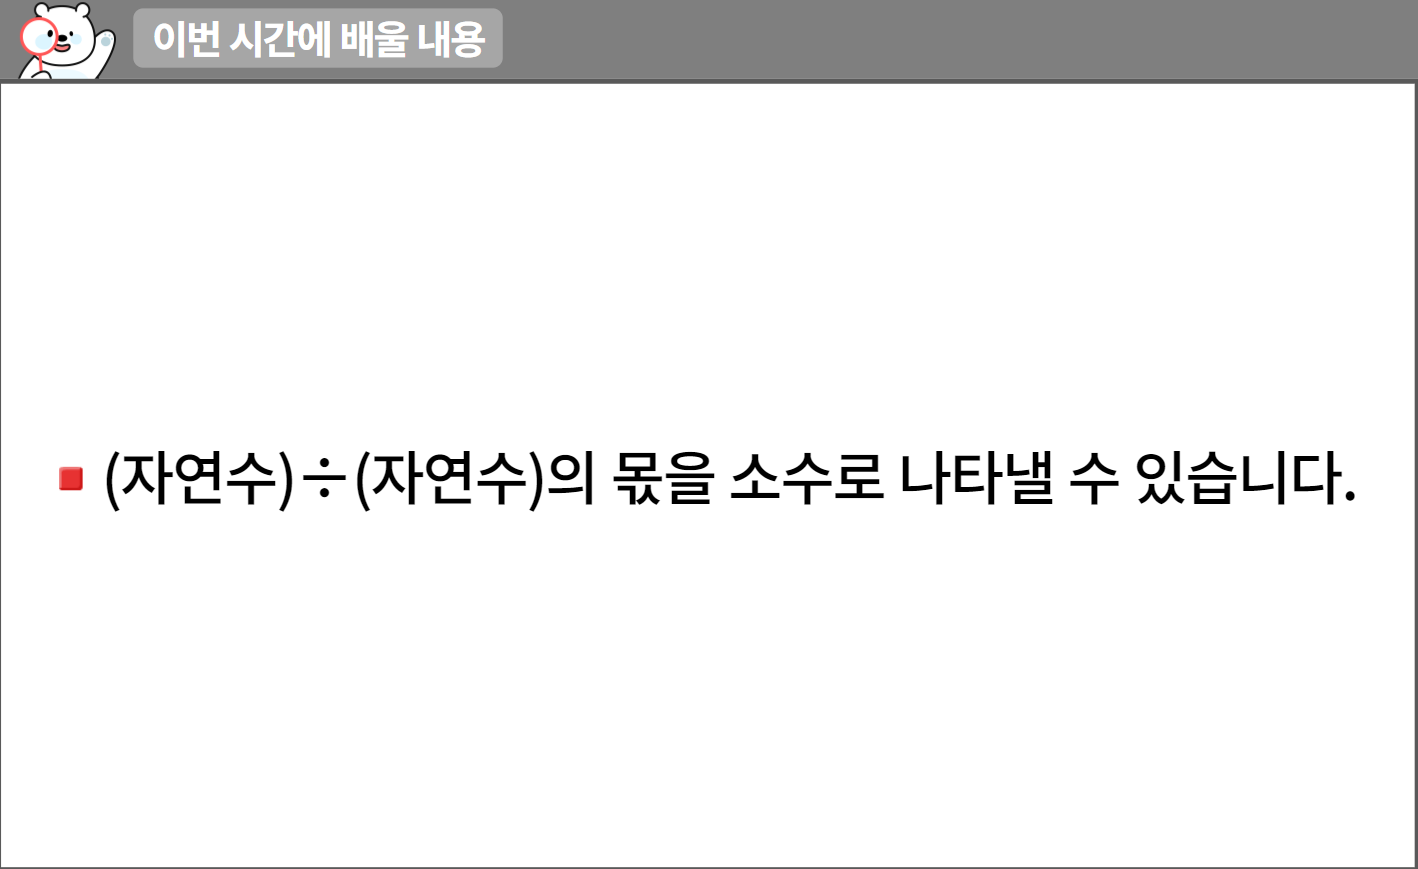 이번 시간에 배울 내용
(자연수)÷(자연수)의 몫을 소수로 나타낼 수 있습니다.